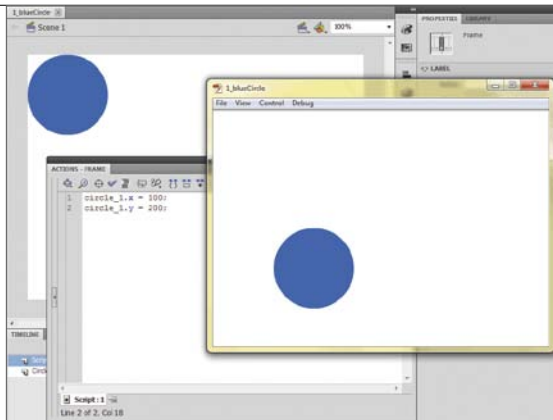 1_blueCircle
Scene 1
100%
PROPERTIES
LIBRARY
Frame
LABEL
1_blueCircle
File View Control Debug
ACTIONS - FRAME
1 circle_1.x = 100;
2 circle_1.y = 200;
TIMELINE
Script : 1
Line 2 of 2, Col 18